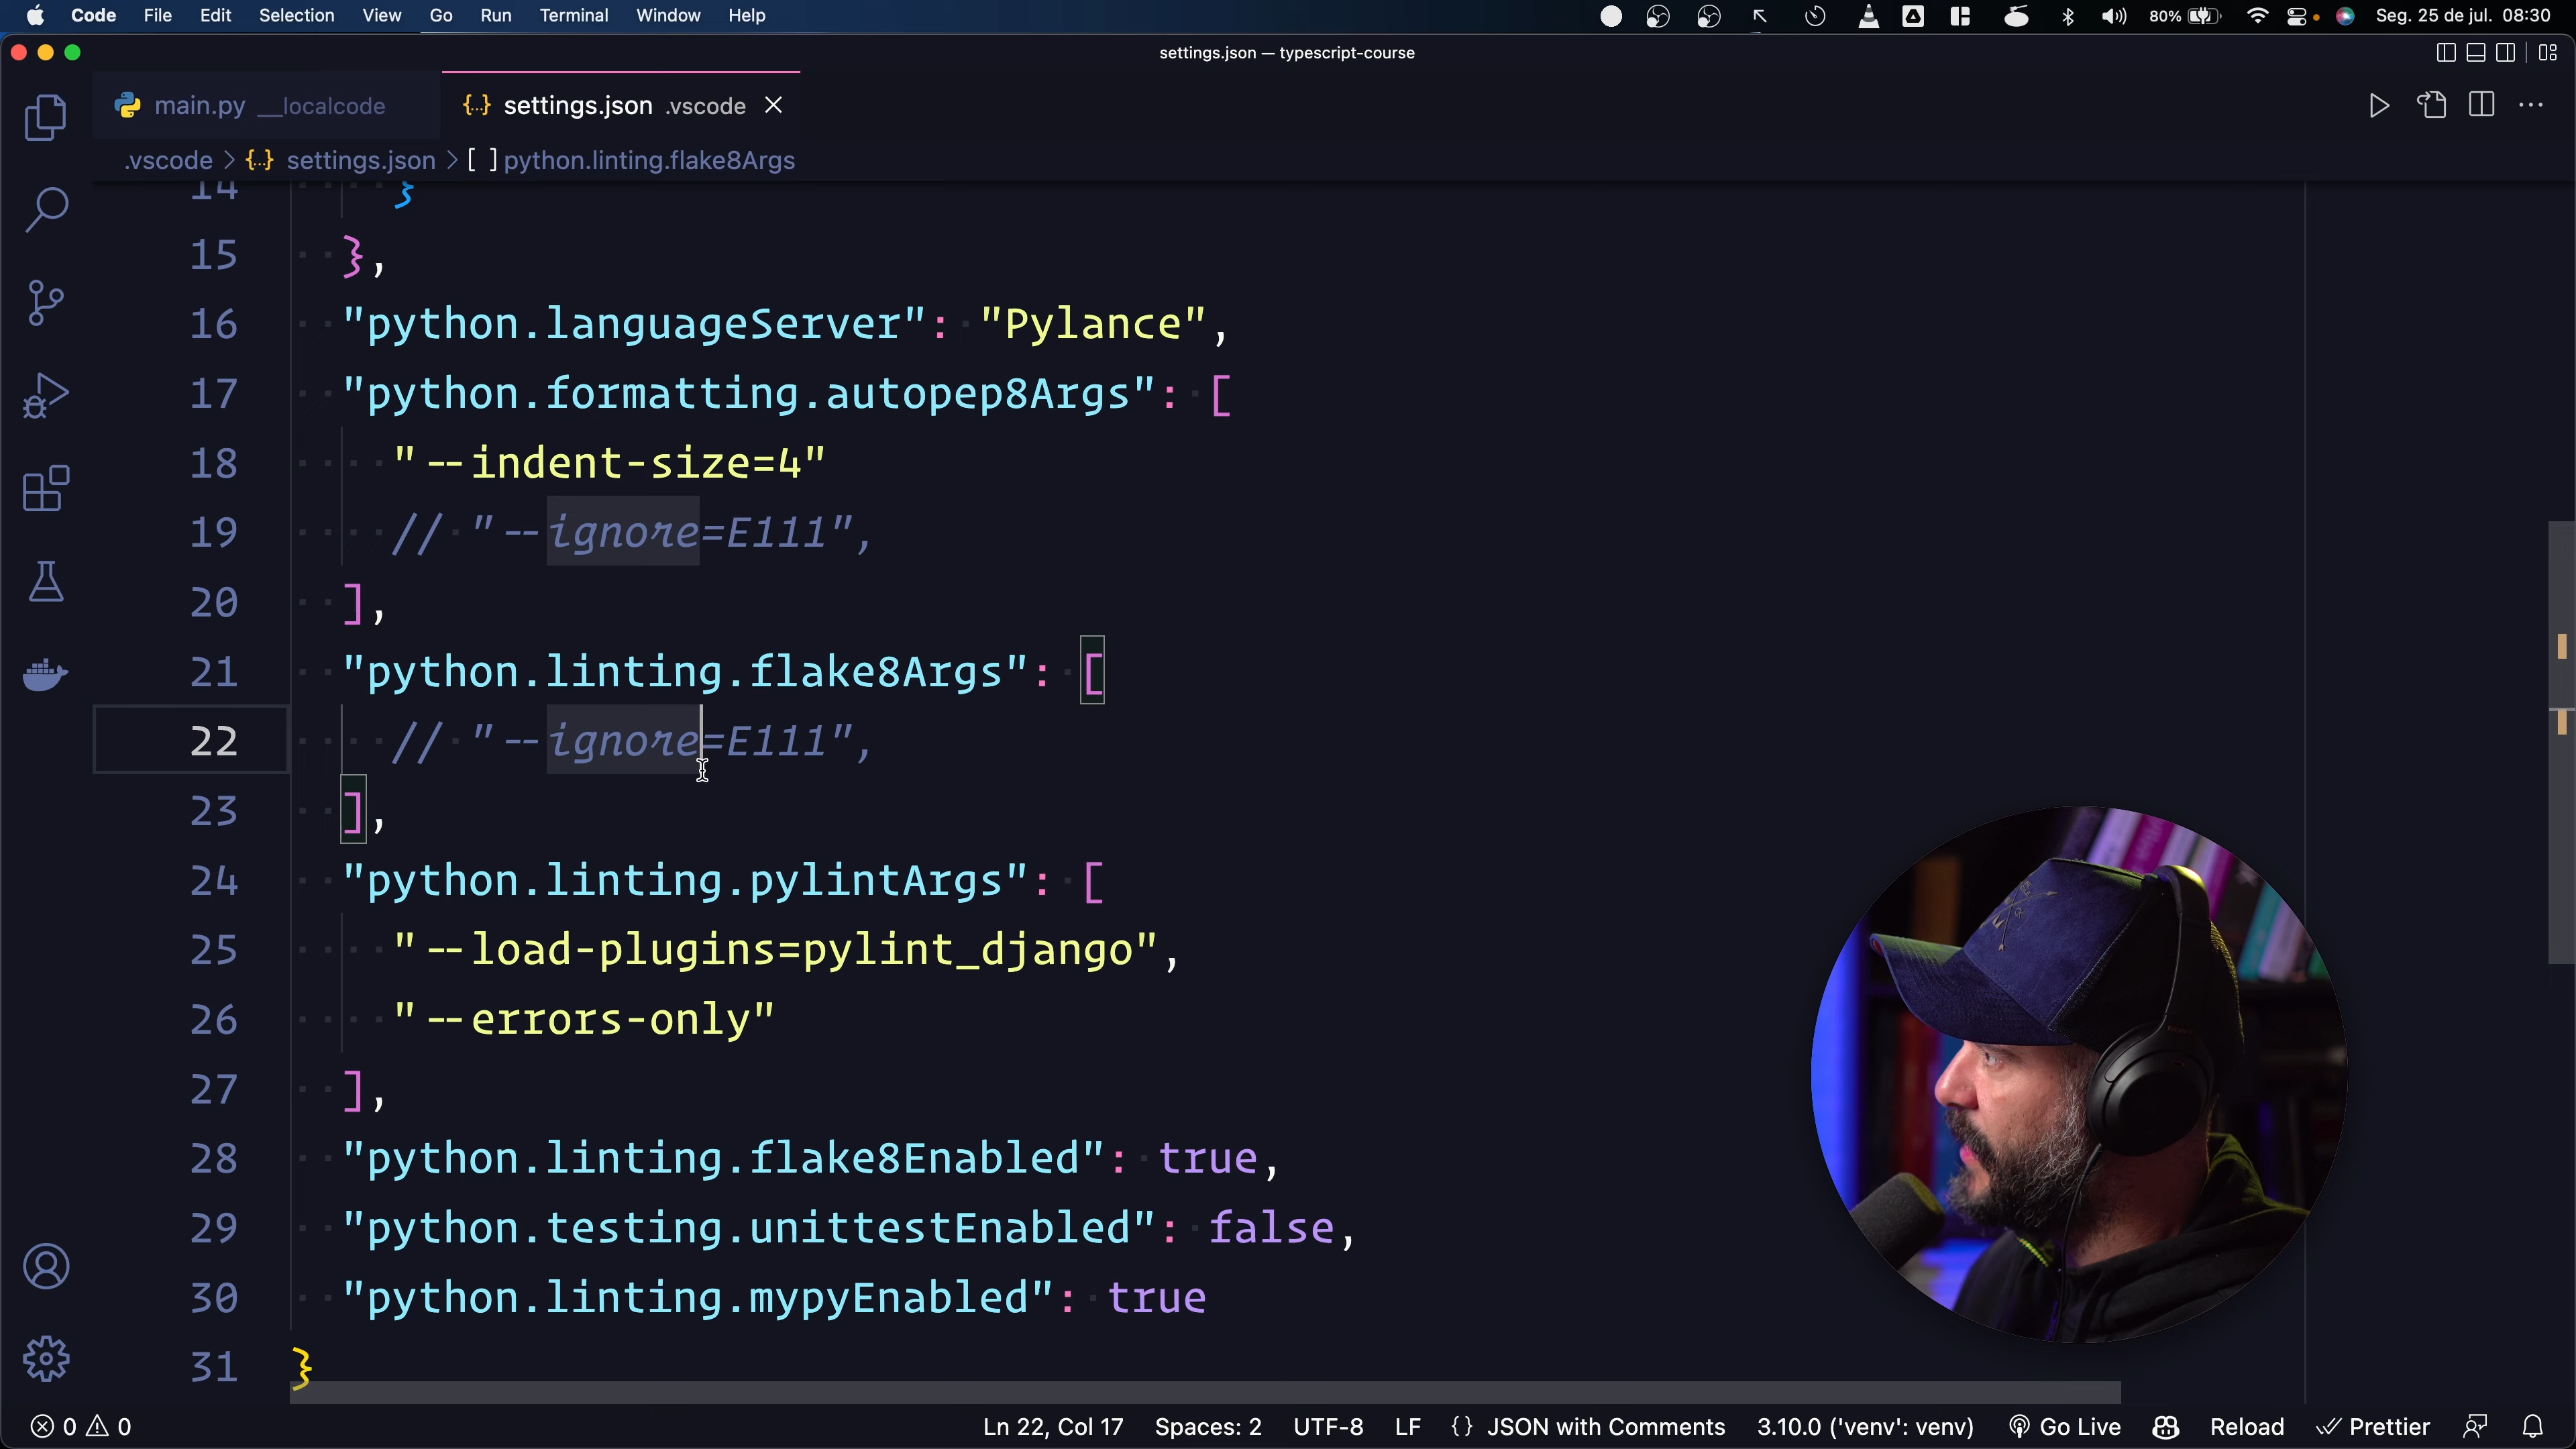 Code File Edit Selection View Go Run Terminal Window Help 80% Seg. 25 de jul. 08:30
settings.json — typescript-course
main.py __localcode {..} settings.json .vscode
.vscode > {..} settings.json > [ ] python.linting.flake8Args
14 }
15 },
16 "python.languageServer": "Pylance",
17 "python.formatting.autopep8Args": [
18 "--indent-size=4"
19 // "--ignore=E111",
20 ],
21 "python.linting.flake8Args": [
22 // "--ignore=E111",
23 ],
24 "python.linting.pylintArgs": [
25 "--load-plugins=pylint_django",
26 "--errors-only"
27 ],
28 "python.linting.flake8Enabled": true,
29 "python.testing.unittestEnabled": false,
30 "python.linting.mypyEnabled": true
31 }
0 0 Ln 22, Col 17 Spaces: 2 UTF-8 LF {} JSON with Comments 3.10.0 ('venv': venv) Go Live Reload Prettier